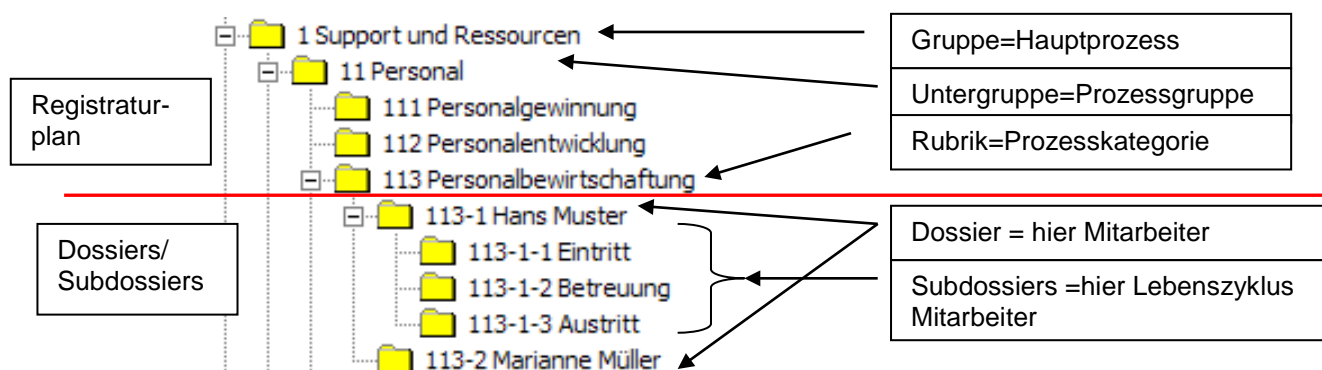 1 Support und Ressourcen
Gruppe=Hauptprozess
11 Personal
Untergruppe=Prozessgruppe
Registratur-
plan
111 Personalgewinnung
112 Personalentwicklung
Rubrik=Prozesskategorie
113 Personalbewirtschaftung
113-1 Hans Muster
Dossier = hier Mitarbeiter
Dossiers/
Subdossiers
113-1-1 Eintritt
113-1-2 Betreuung
113-1-3 Austritt
Subdossiers =hier Lebenszyklus
Mitarbeiter
113-2 Marianne Müller